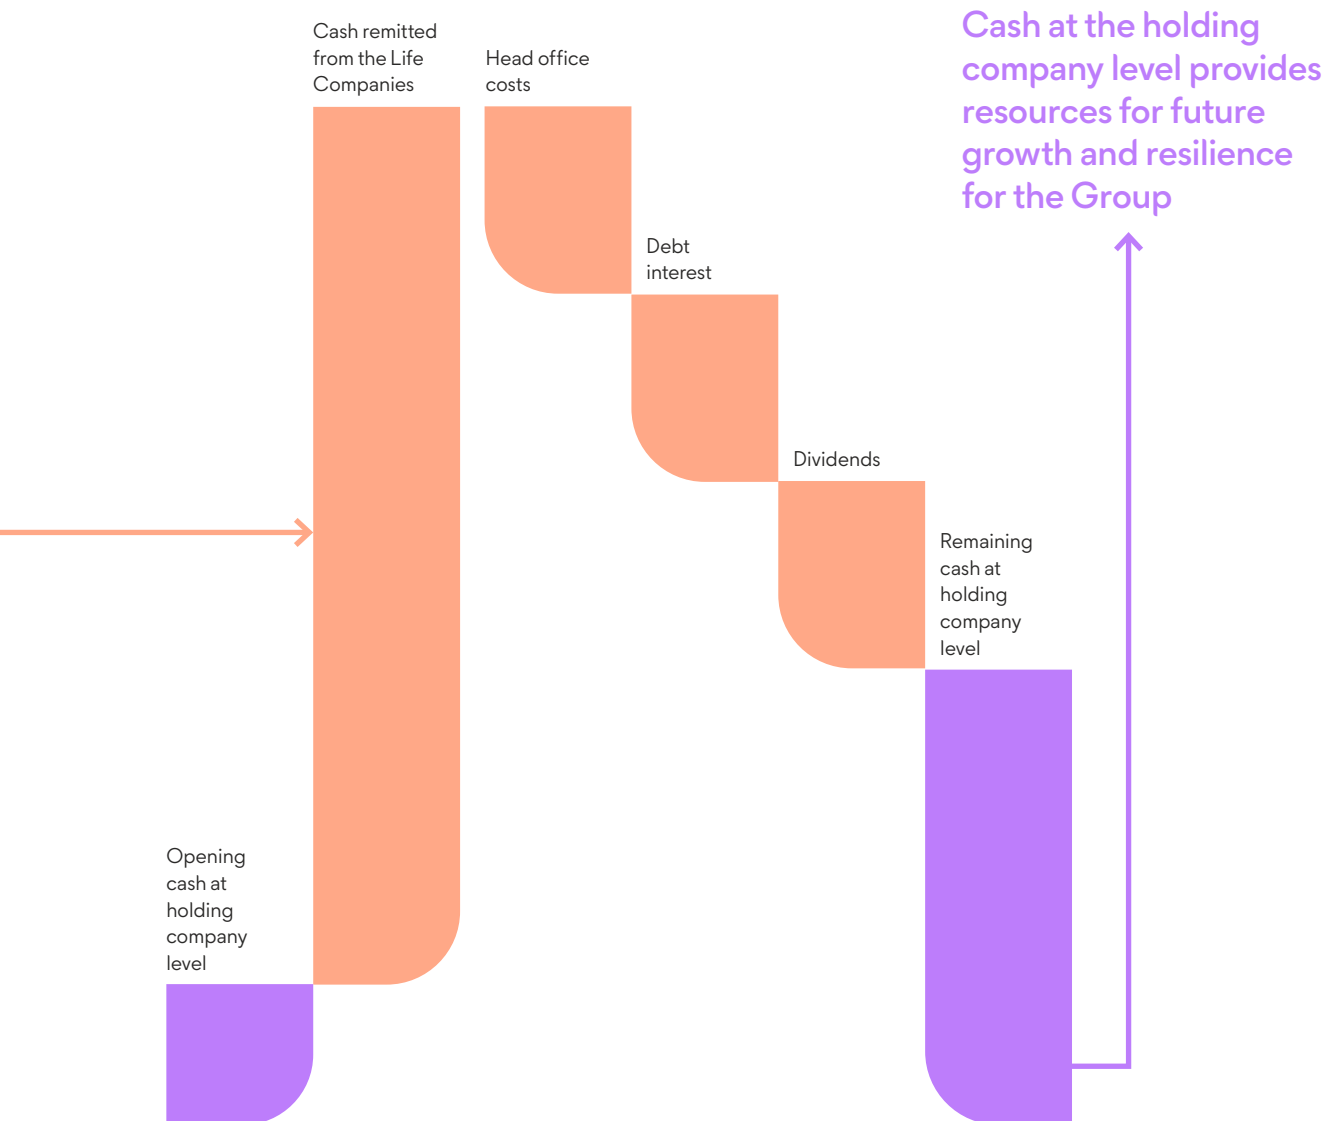 Cash remitted
from the Life
Companies
Head office
costs
Cash at the holding
company level provides
resources for future
growth and resilience
for the Group
Debt
interest
Dividends
Remaining
cash at
holding
company
level
Opening
cash at
holding
company
level